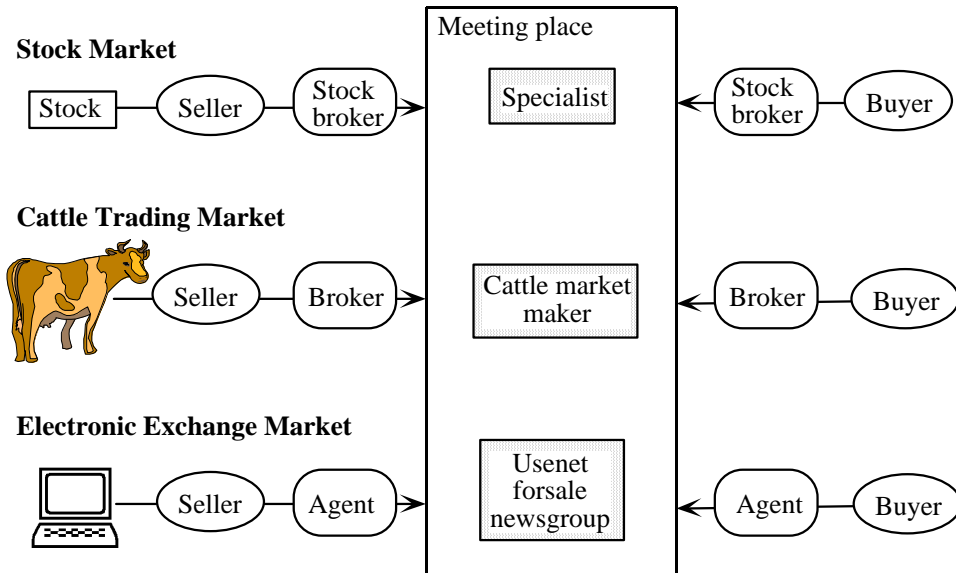 Meeting place
Stock Market
Stock
Seller
Stock
broker
Specialist
Stock
broker
Buyer
Cattle Trading Market
Seller
Broker
Cattle market
maker
Broker
Buyer
Electronic Exchange Market
Seller
Agent
Usenet
forsale
newsgroup
Agent
Buyer